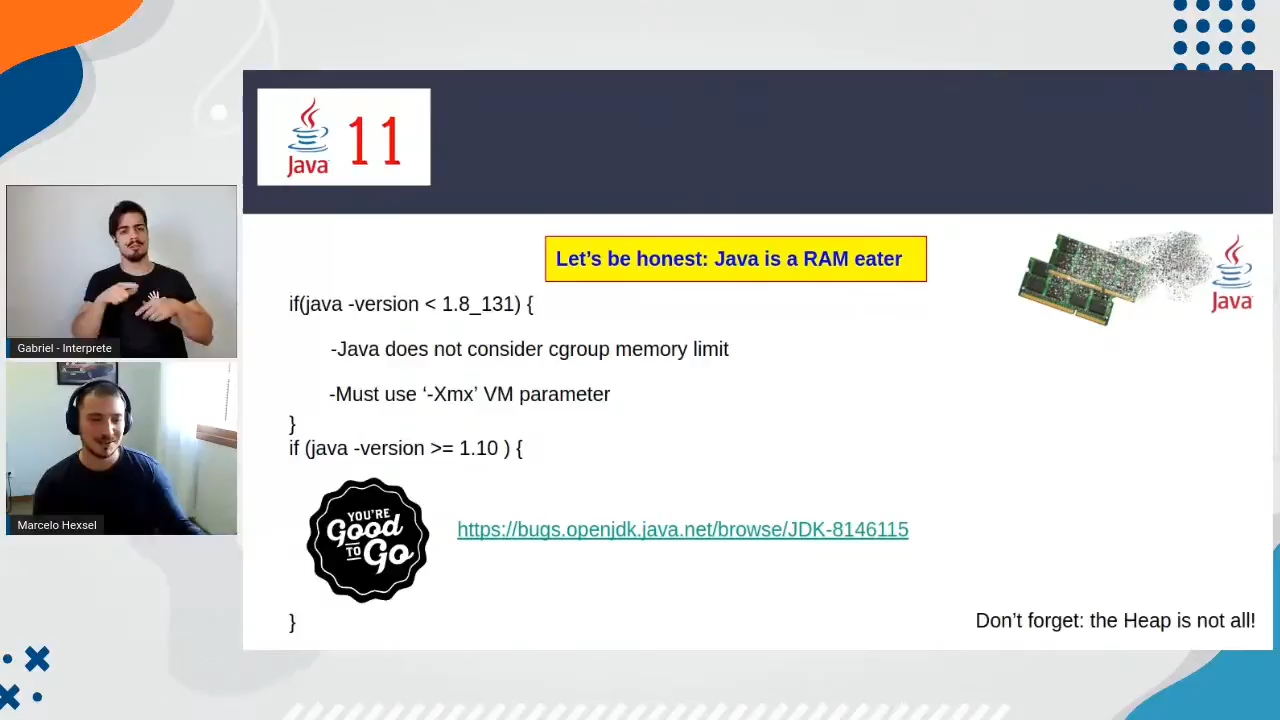 Java 11
Let's be honest: Java is a RAM eater
Java
if(java -version < 1.8_131) {
-Java does not consider cgroup memory limit
-Must use ‘-Xmx’ VM parameter
}
if (java -version >= 1.10 ) {
YOU'RE
Good
TO
Go
https://bugs.openjdk.java.net/browse/JDK-8146115
}
Don’t forget: the Heap is not all!
Gabriel - Interprete
Marcelo Hexsel